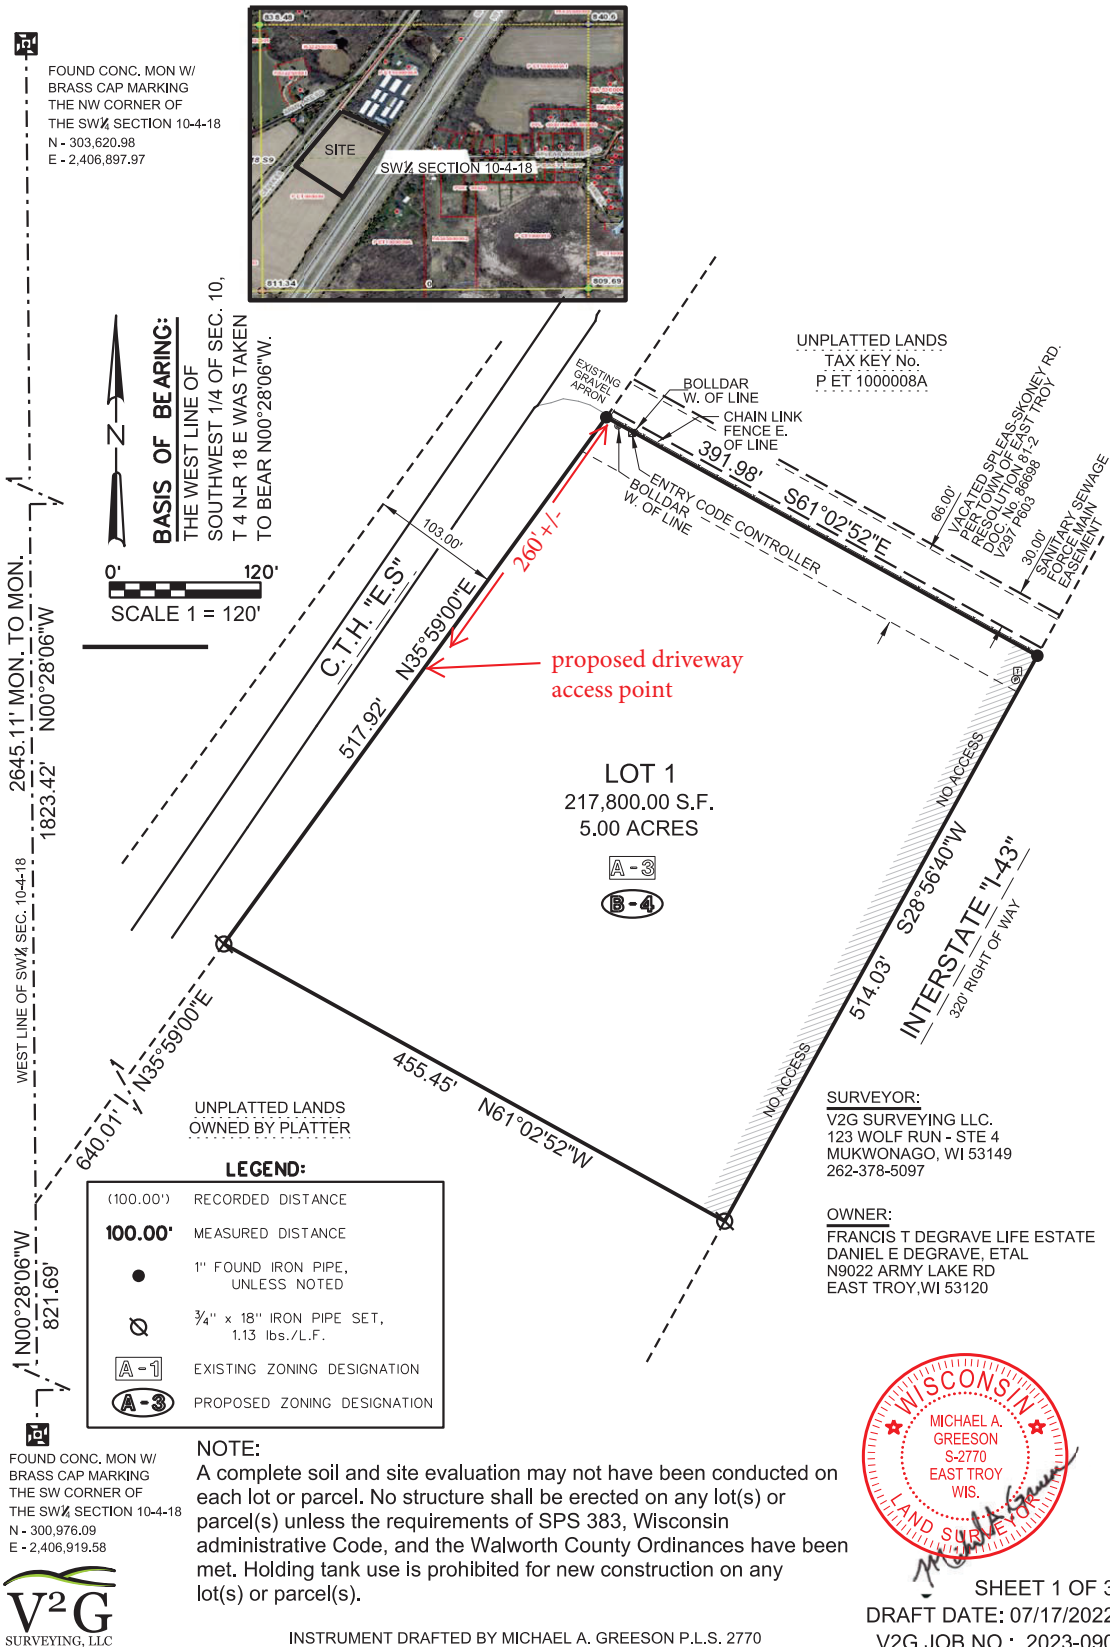 838.48
840.6
SITE
SW¼ SECTION 10-4-18
811.34
0
809.69
FOUND CONC. MON W/
BRASS CAP MARKING
THE NW CORNER OF
THE SW¼ SECTION 10-4-18
N - 303,620.98
E - 2,406,897.97
BASIS OF BEARING:
THE WEST LINE OF
SOUTHWEST 1/4 OF SEC. 10,
T 4 N-R 18 E WAS TAKEN
TO BEAR N00°28'06"W.
N
0'
120'
SCALE 1 = 120'
2645.11' MON. TO MON.
N00°28'06"W
1823.42'
WEST LINE OF SW¼ SEC. 10-4-18
UNPLATTED LANDS
TAX KEY No.
P ET 1000008A
EXISTING
GRAVEL
APRON
BOLLDAR
W. OF LINE
CHAIN LINK
FENCE E.
OF LINE
391.98'
S61°02'52"E
ENTRY CODE CONTROLLER
BOLLDAR
W. OF LINE
66.00'
VACATED SPLEAS-SKONEY RD.
PER TOWN OF EAST TROY
RESOLUTION 81-2
DOC. No. 86698
V297 P603
30.00'
SANITARY SEWAGE
FORCE MAIN
EASEMENT
103.00'
C.T.H. "E.S"
260'+/-
N35°59'00"E
517.92'
proposed driveway
access point
LOT 1
217,800.00 S.F.
5.00 ACRES
A-3
B-4
NO ACCESS
S28°56'40"W
INTERSTATE "I-43"
320' RIGHT OF WAY
514.03'
NO ACCESS
455.45'
N61°02'52"W
N35°59'00"E
640.01'
UNPLATTED LANDS
OWNED BY PLATTER
N00°28'06"W
821.69'
LEGEND:
(100.00') RECORDED DISTANCE
100.00' MEASURED DISTANCE
1" FOUND IRON PIPE,
UNLESS NOTED
¾" x 18" IRON PIPE SET,
1.13 lbs./L.F.
A-1 EXISTING ZONING DESIGNATION
A-3 PROPOSED ZONING DESIGNATION
SURVEYOR:
V2G SURVEYING LLC.
123 WOLF RUN - STE 4
MUKWONAGO, WI 53149
262-378-5097
OWNER:
FRANCIS T DEGRAVE LIFE ESTATE
DANIEL E DEGRAVE, ETAL
N9022 ARMY LAKE RD
EAST TROY,WI 53120
FOUND CONC. MON W/
BRASS CAP MARKING
THE SW CORNER OF
THE SW¼ SECTION 10-4-18
N - 300,976.09
E - 2,406,919.58
NOTE:
A complete soil and site evaluation may not have been conducted on
each lot or parcel. No structure shall be erected on any lot(s) or
parcel(s) unless the requirements of SPS 383, Wisconsin
administrative Code, and the Walworth County Ordinances have been
met. Holding tank use is prohibited for new construction on any
lot(s) or parcel(s).
WISCONSIN
MICHAEL A.
GREESON
S-2770
EAST TROY
WIS.
LAND SURVEYOR
V2G
SURVEYING, LLC
INSTRUMENT DRAFTED BY MICHAEL A. GREESON P.L.S. 2770
SHEET 1 OF 3
DRAFT DATE: 07/17/2022
V2G JOB NO.: 2023-090